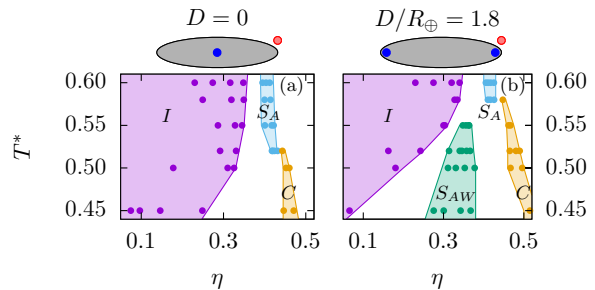 D = 0
D/R⊕ = 1.8
0.60
0.55
0.50
0.45
T*
I
S_A
(a)
C
I
S_A
(b)
S_AW
C
0.60
0.55
0.50
0.45
0.1
0.3
0.5
0.1
0.3
0.5
η
η